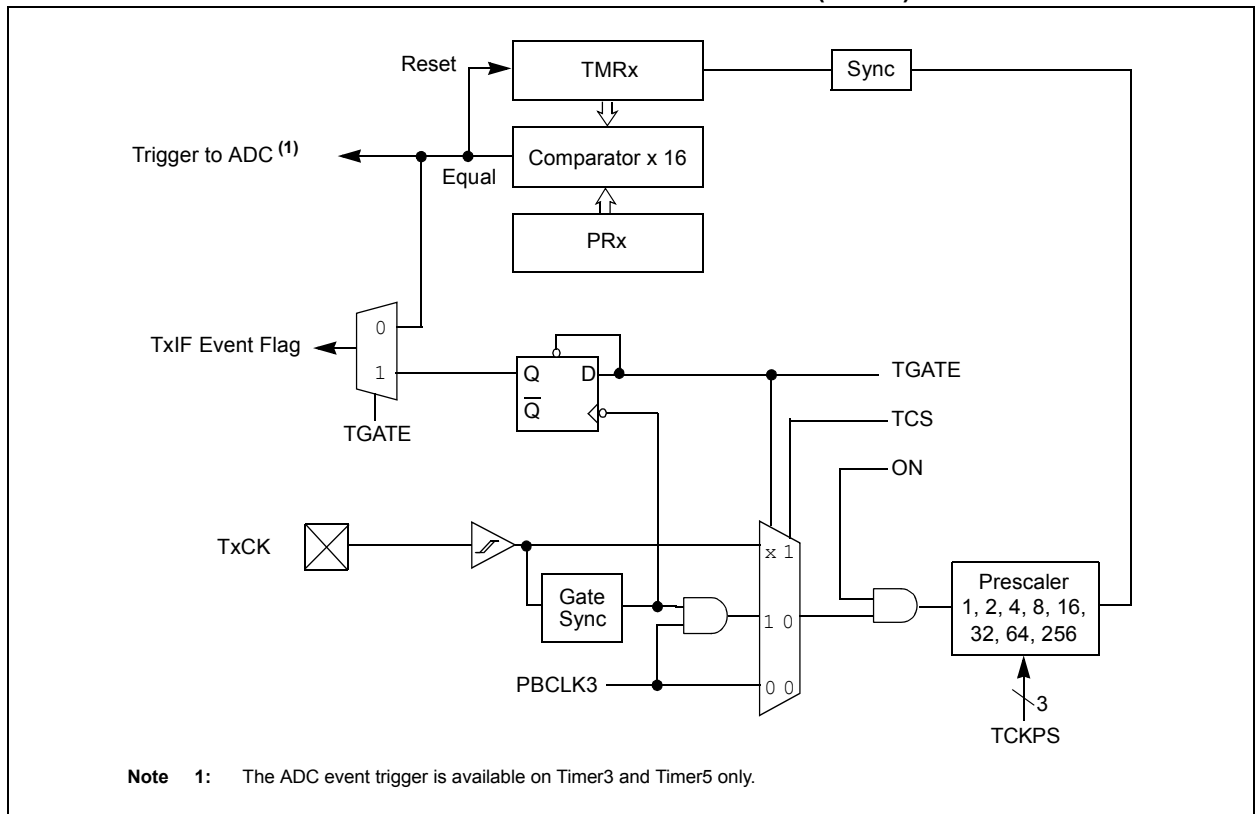 Reset
TMRx
Sync
Trigger to ADC (1)
Equal
Comparator x 16
PRx
TxIF Event Flag
0
1
TGATE
Q D
Q
TGATE
TCS
ON
TxCK
Gate
Sync
x 1
1 0
0 0
PBCLK3
Prescaler
1, 2, 4, 8, 16,
32, 64, 256
3
TCKPS
Note 1: The ADC event trigger is available on Timer3 and Timer5 only.